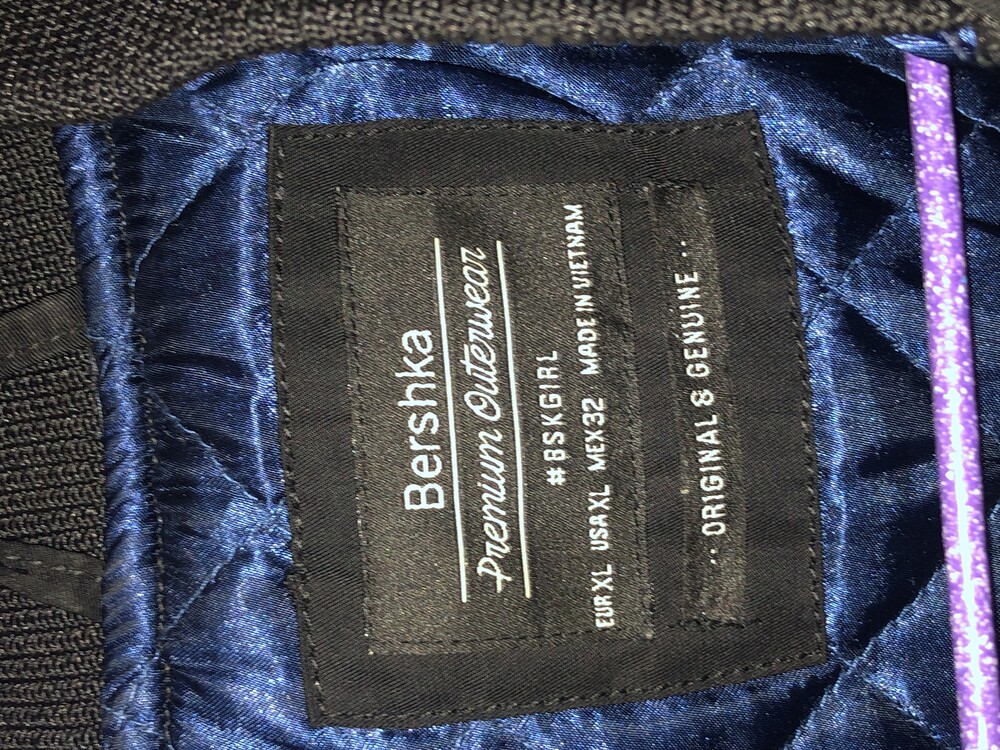 Bershka
Premium Outerwear
#BSKGIRL
EUR XL USA XL MEX 32 MADE IN VIETNAM
·· ORIGINAL & GENUINE ··